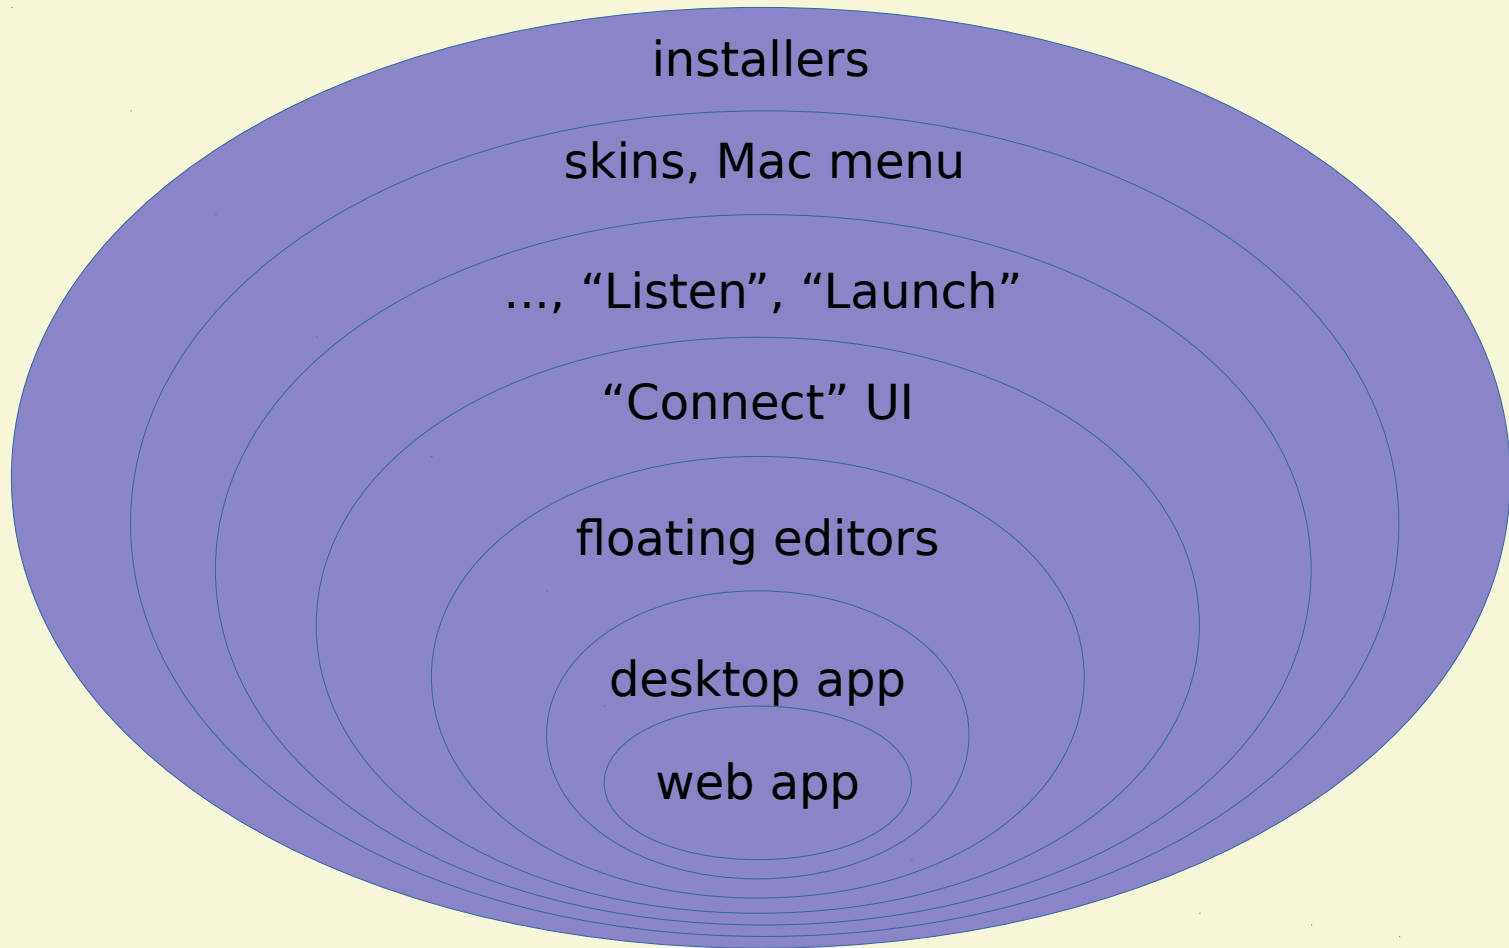 installers
skins, Mac menu
..., “Listen”, “Launch”
“Connect” UI
floating editors
desktop app
web app